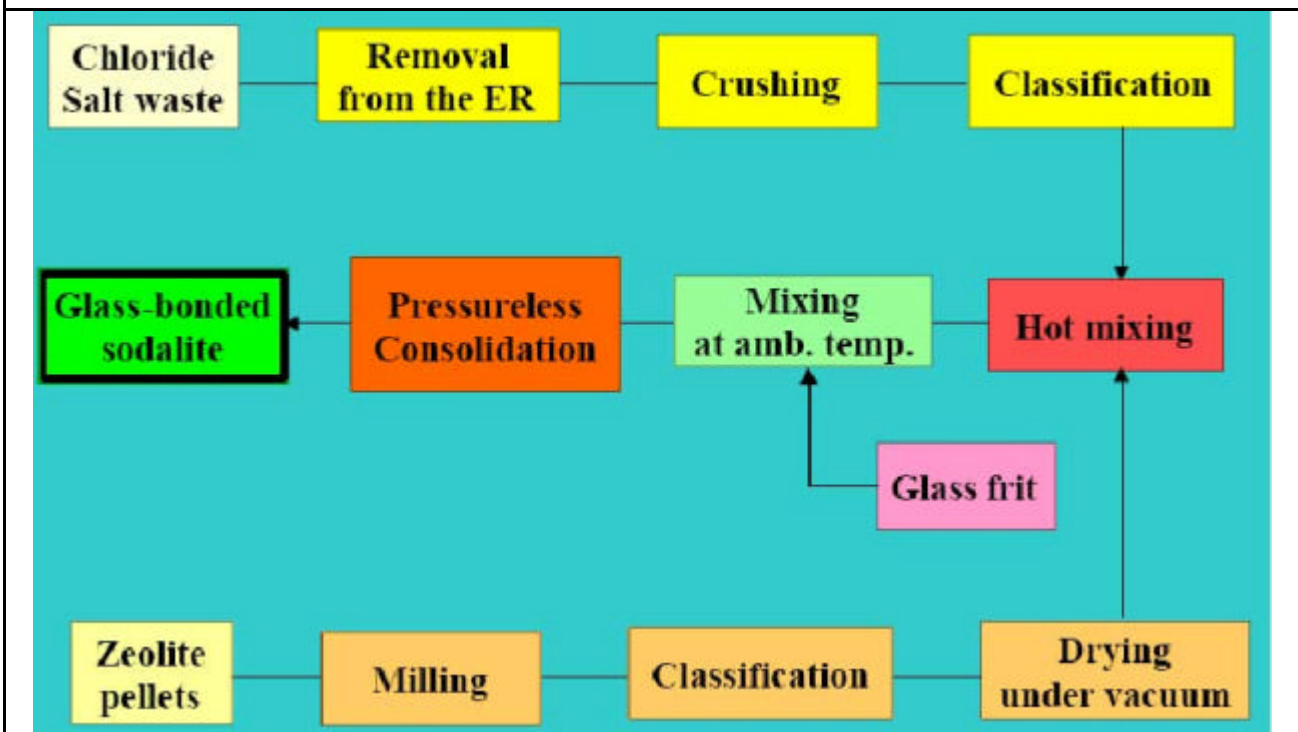 Chloride
Salt waste
Removal
from the ER
Crushing
Classification
Glass-bonded
sodalite
Pressureless
Consolidation
Mixing
at amb. temp.
Hot mixing
Glass frit
Zeolite
pellets
Milling
Classification
Drying
under vacuum